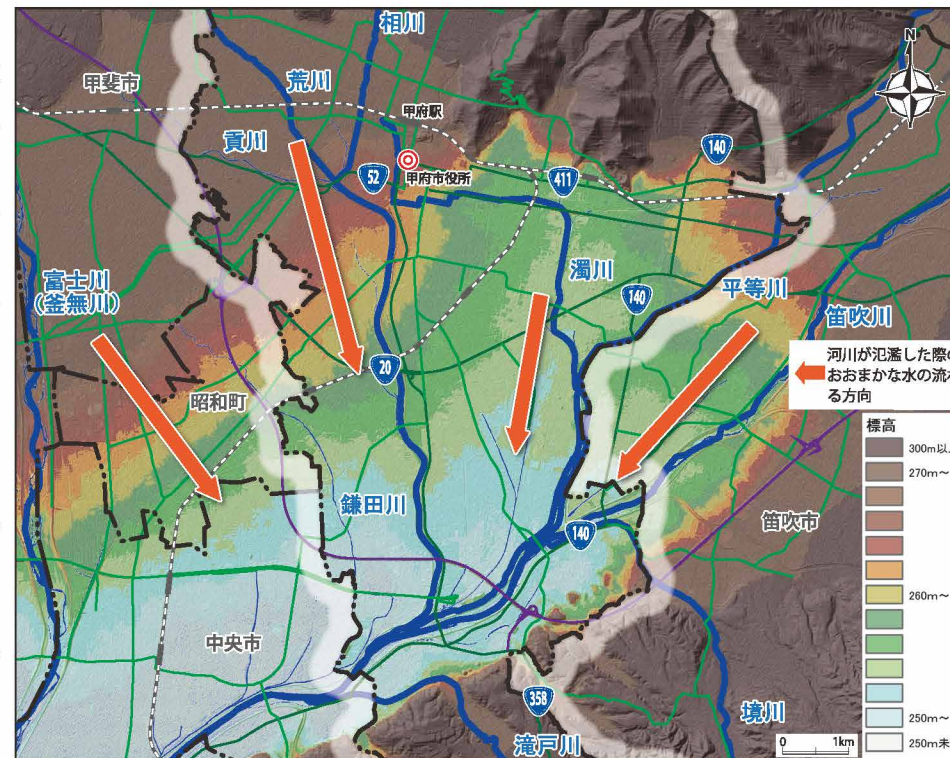 相川
N
甲斐市
荒川
甲府駅
貢川
140
52
甲府市役所
411
濁川
富士川
(釜無川)
140
平等川
笛吹川
河川が氾濫した際の
おおまかな水の流れ
る方向
20
昭和町
標高
300m以
270m~
鎌田川
140
笛吹市
260m~
中央市
358
境川
250m~
滝戸川
0 1km
250m未